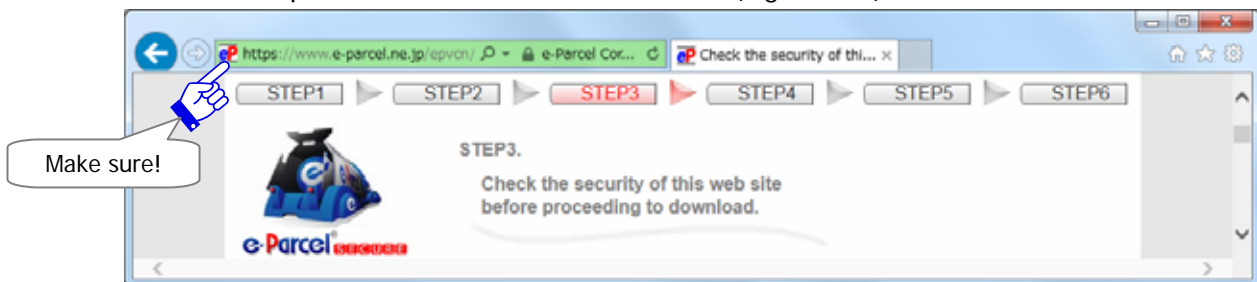 https://www.e-parcel.ne.jp/epvcn/ e-Parcel Cor... Check the security of thi...
STEP1 STEP2 STEP3 STEP4 STEP5 STEP6
Make sure!
STEP3.
Check the security of this web site
before proceeding to download.
e-Parcel